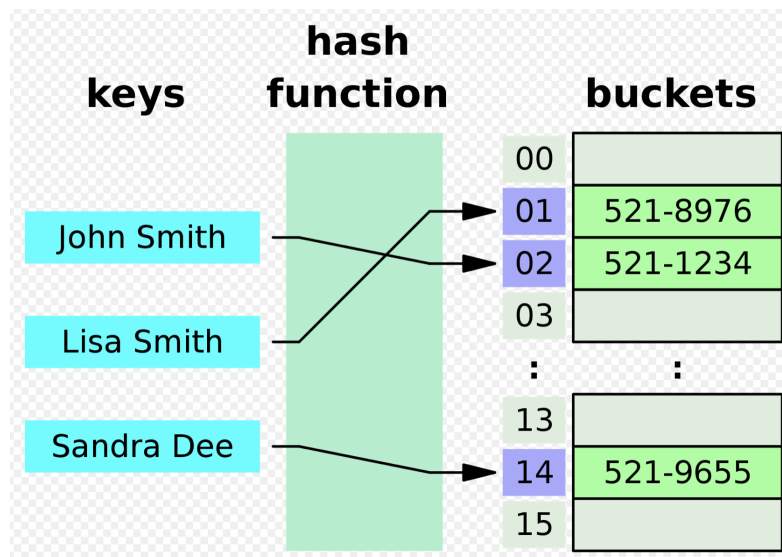 hash
keys function buckets
00
01 521-8976
John Smith
02 521-1234
03
Lisa Smith
: :
13
Sandra Dee
14 521-9655
15